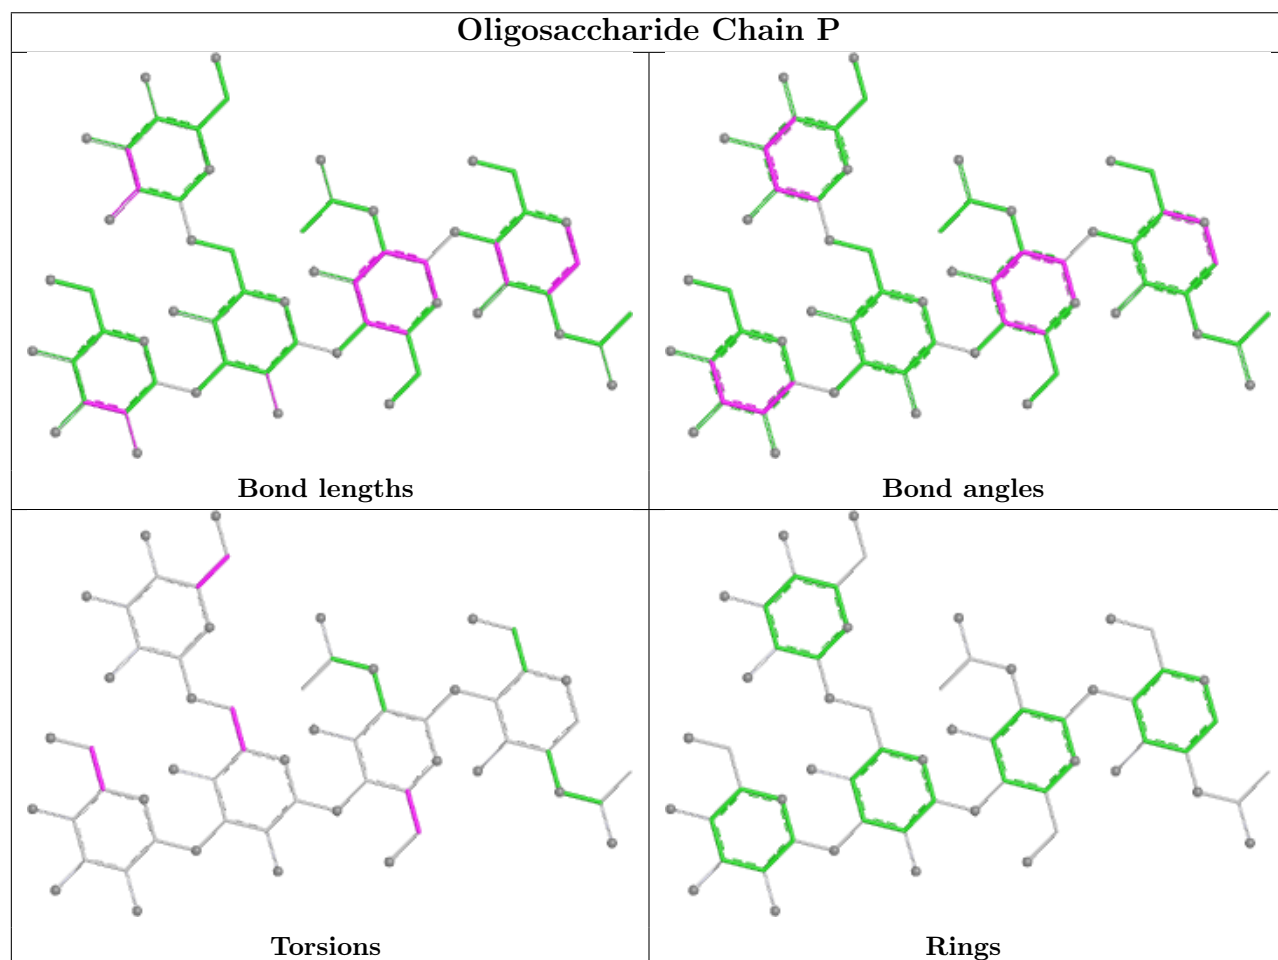 Oligosaccharide Chain P
Bond lengths
Bond angles
Torsions
Rings